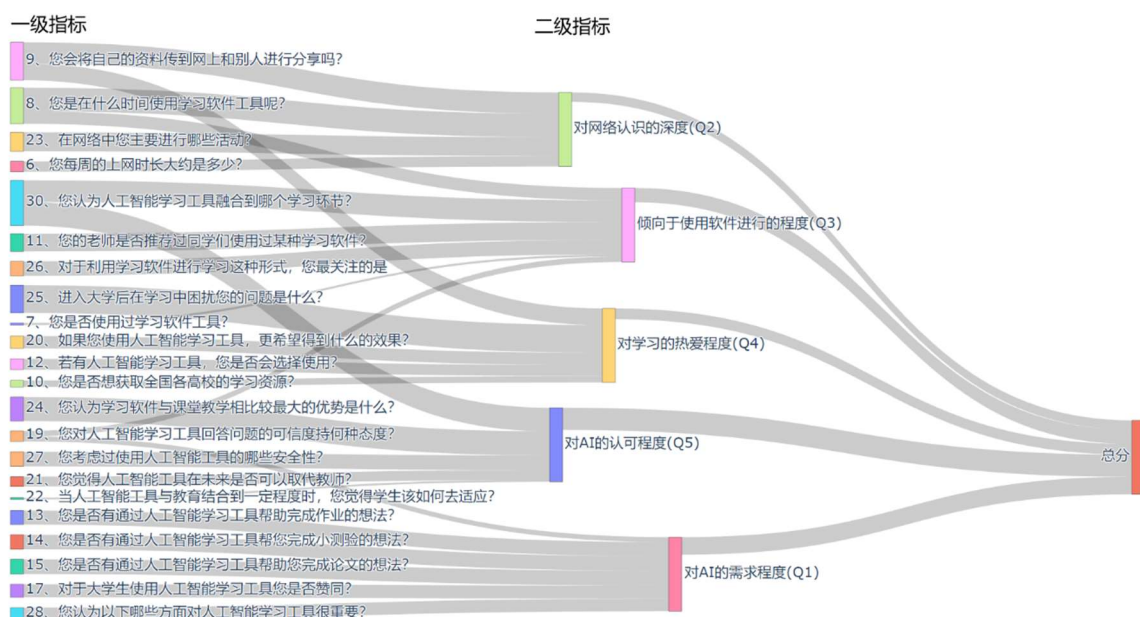 一级指标
二级指标
9、您会将自己的资料传到网上和别人进行分享吗?
8、您是在什么时间使用学习软件工具呢?
23、在网络中您主要进行哪些活动?
6、您每周的上网时长大约是多少?
30、您认为人工智能学习工具融合到哪个学习环节?
11、您的老师是否推荐过同学们使用过某种学习软件?
26、对于利用学习软件进行学习这种形式，您最关注的是
25、进入大学后在学习中困扰您的问题是什么?
7、您是否使用过学习软件工具?
20、如果您使用人工智能学习工具，更希望得到什么的效果?
12、若有人工智能学习工具，您是否会选择使用?
10、您是否想获取全国各高校的学习资源?
24、您认为学习软件与课堂教学相比较最大的优势是什么?
19、您对人工智能学习工具回答问题的可信度持何种态度?
27、您考虑过使用人工智能工具的哪些安全性?
21、您觉得人工智能工具在未来是否可以取代教师?
22、当人工智能工具与教育结合到一定程度时，您觉得学生该如何去适应?
13、您是否有通过人工智能学习工具帮助完成作业的想法?
14、您是否有通过人工智能学习工具帮您完成小测验的想法?
15、您是否有通过人工智能学习工具帮助您完成论文的想法?
17、对于大学生使用人工智能学习工具您是否赞同?
28、您认为以下哪些方面对人工智能学习工具很重要?
对网络认识的深度(Q2)
倾向于使用软件进行的程度(Q3)
对学习的热爱程度(Q4)
对AI的认可程度(Q5)
对AI的需求程度(Q1)
总分